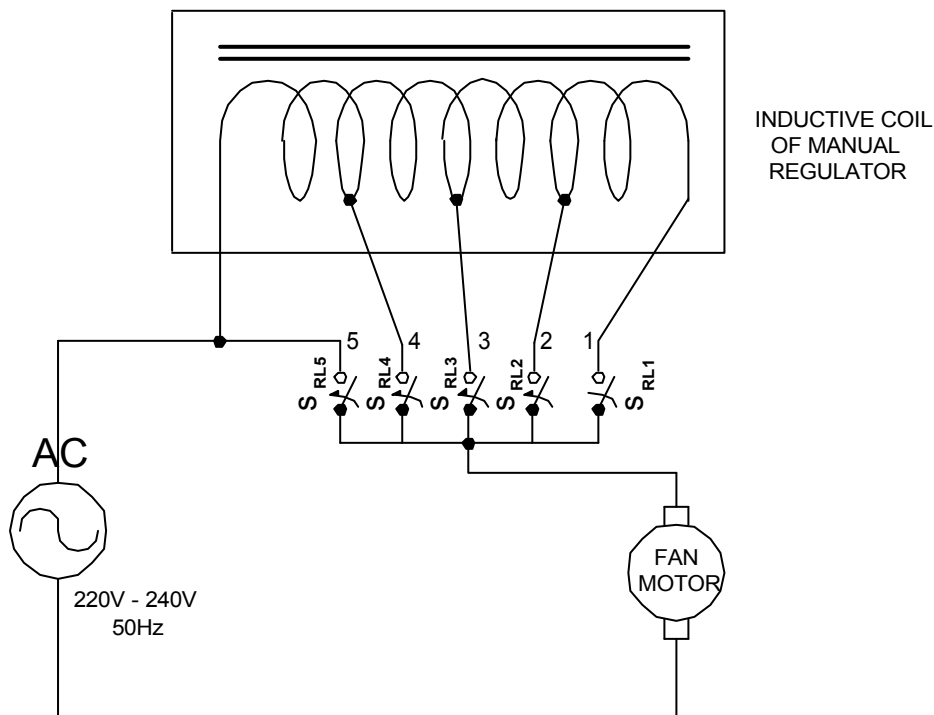 INDUCTIVE COIL
OF MANUAL
REGULATOR
5 4 3 2 1
S RL5
S RL4
S RL3
S RL2
S RL1
AC
220V - 240V
50Hz
FAN
MOTOR